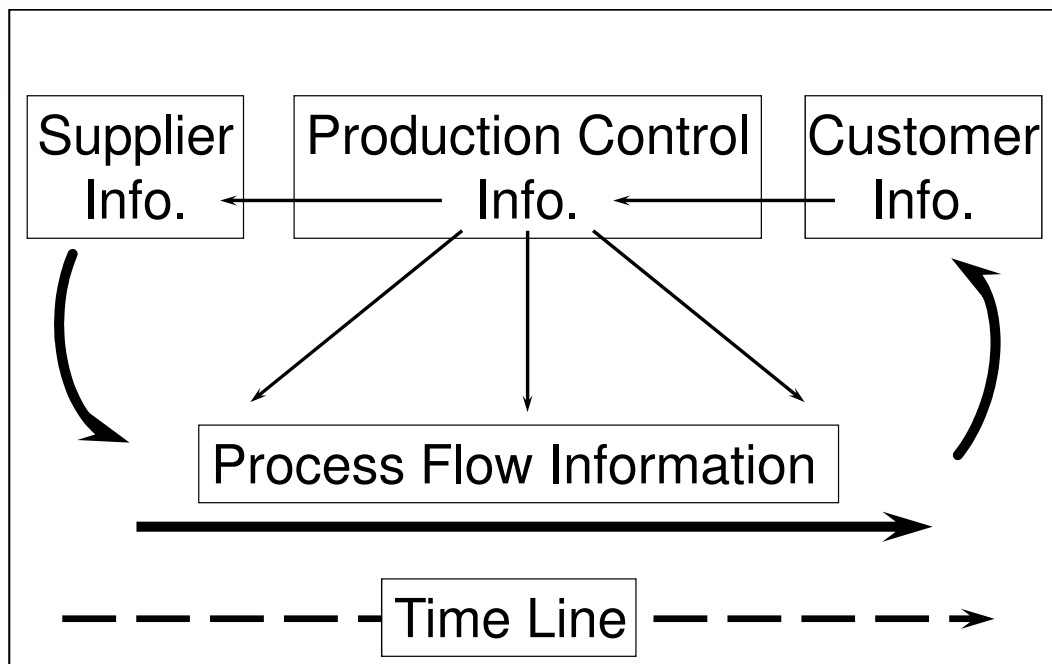 Supplier
Info.
Production Control
Info.
Customer
Info.
Process Flow Information
Time Line